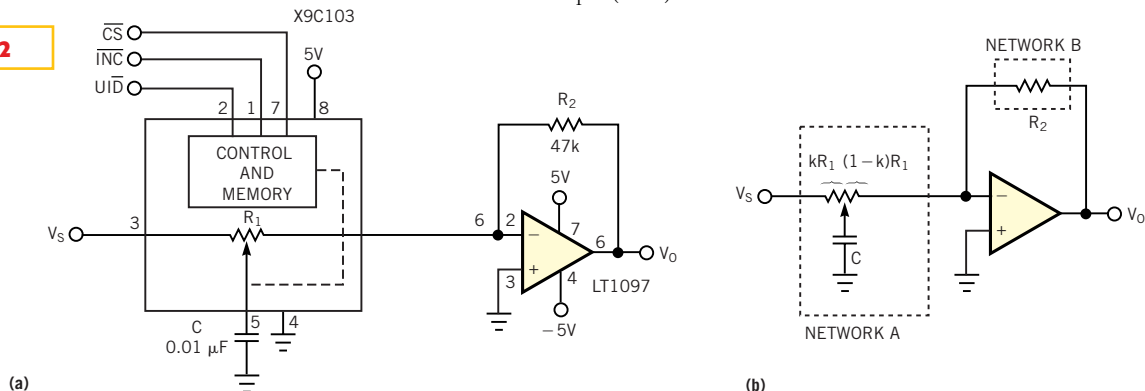 2
X9C103
CS
INC
UID
5V
2 1 7 8
CONTROL
AND
MEMORY
R1
VS 3
6
5 4
C
0.01 µF
R2
47k
5V
2 7
6
3 4
VO
LT1097
−5V
(a)
NETWORK B
R2
kR1 (1−k)R1
VS
C
NETWORK A
−
+
VO
(b)